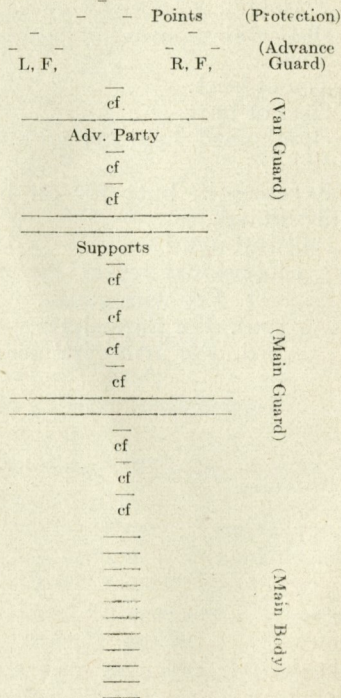 Points (Protection)
(Advance
L, F, R, F, Guard)
cf
(Van Guard)
Adv. Party
cf
cf
Supports
cf
cf
cf
(Main Guard)
cf
cf
cf
cf
(Main Body)